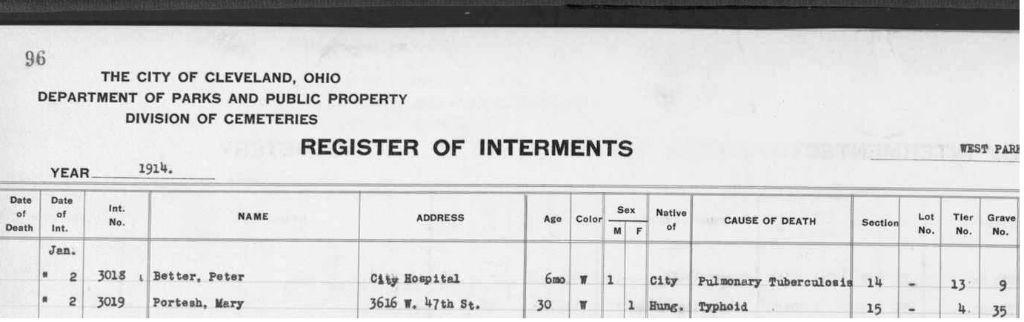 96
THE CITY OF CLEVELAND, OHIO
DEPARTMENT OF PARKS AND PUBLIC PROPERTY
DIVISION OF CEMETERIES
REGISTER OF INTERMENTS
WEST PARK
YEAR 1914.
Date of Death Date of Int. Int. No. NAME ADDRESS Age Color Sex M F Native of CAUSE OF DEATH Section Lot No. Tier No. Grave No.
Jan.
" 2 3018 Better, Peter City Hospital 6mo W 1 City Pulmonary Tuberculosis 14 - 13 9
" 2 3019 Portesh, Mary 3616 W. 47th St. 30 W 1 Hung. Typhoid 15 - 4. 35